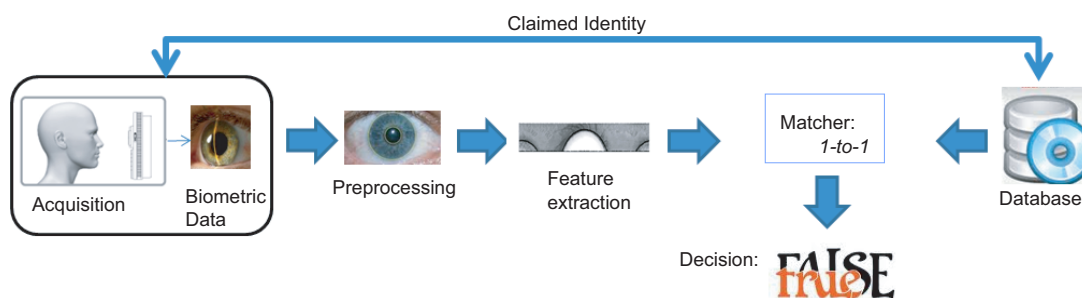 Claimed Identity
Acquisition
Biometric
Data
Preprocessing
Feature
extraction
Matcher:
1-to-1
Database
Decision:
FALSE
true